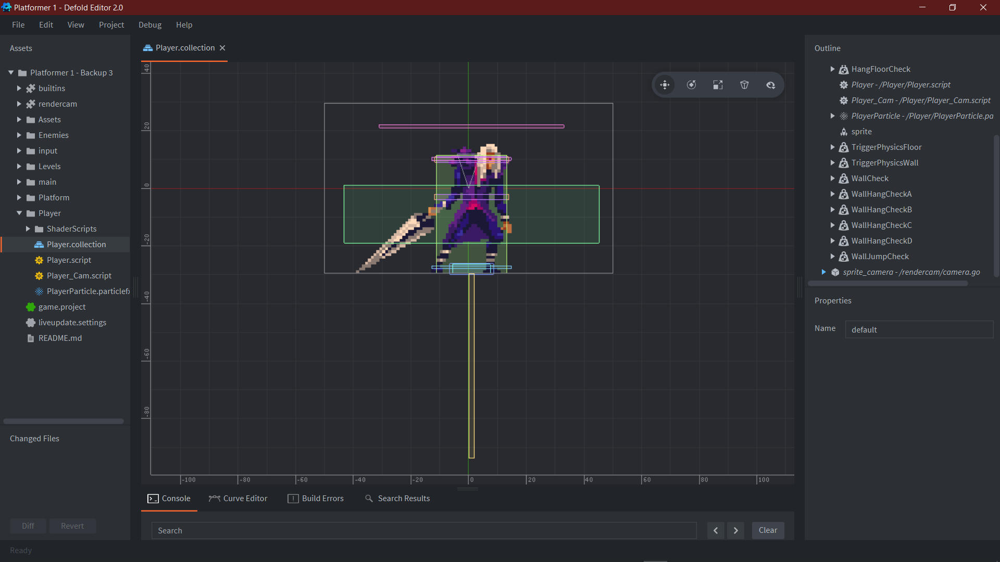 Platformer 1 - Defold Editor 2.0
File Edit View Project Debug Help
Assets
Platformer 1 - Backup 3
builtins
rendercam
Assets
Enemies
input
Levels
main
Platform
Player
ShaderScripts
Player.collection
Player.script
Player_Cam.script
PlayerParticle.particlefx
game.project
liveupdate.settings
README.md
Changed Files
Diff Revert
Ready
Player.collection
40
20
0
-20
-40
-60
-80
-100 -80 -60 -40 -20 0 20 40 60 80 100
Console Curve Editor Build Errors Search Results
Search
Clear
Outline
HangFloorCheck
Player - /Player/Player.script
Player_Cam - /Player/Player_Cam.script
PlayerParticle - /Player/PlayerParticle.pa
sprite
TriggerPhysicsFloor
TriggerPhysicsWall
WallCheck
WallHangCheckA
WallHangCheckB
WallHangCheckC
WallHangCheckD
WallJumpCheck
sprite_camera - /rendercam/camera.go
Properties
Name default